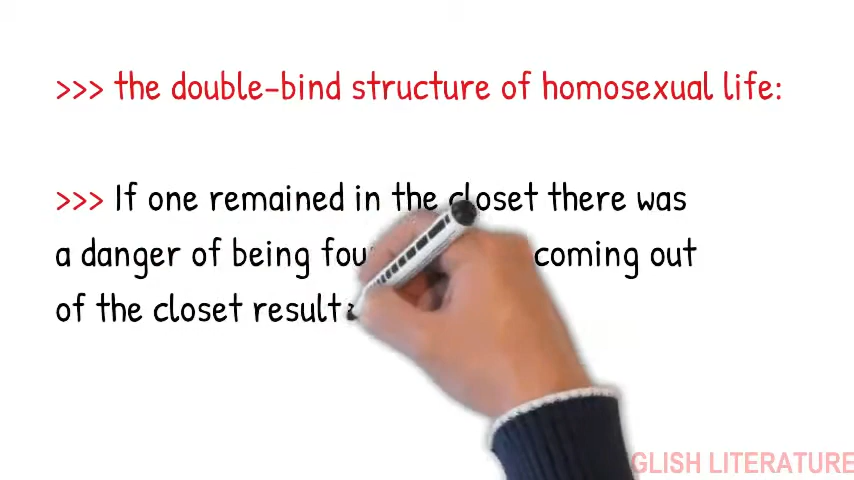 >>> the double-bind structure of homosexual life:
>>> If one remained in the closet there was
a danger of being fou coming out
of the closet result
GLISH LITERATURE